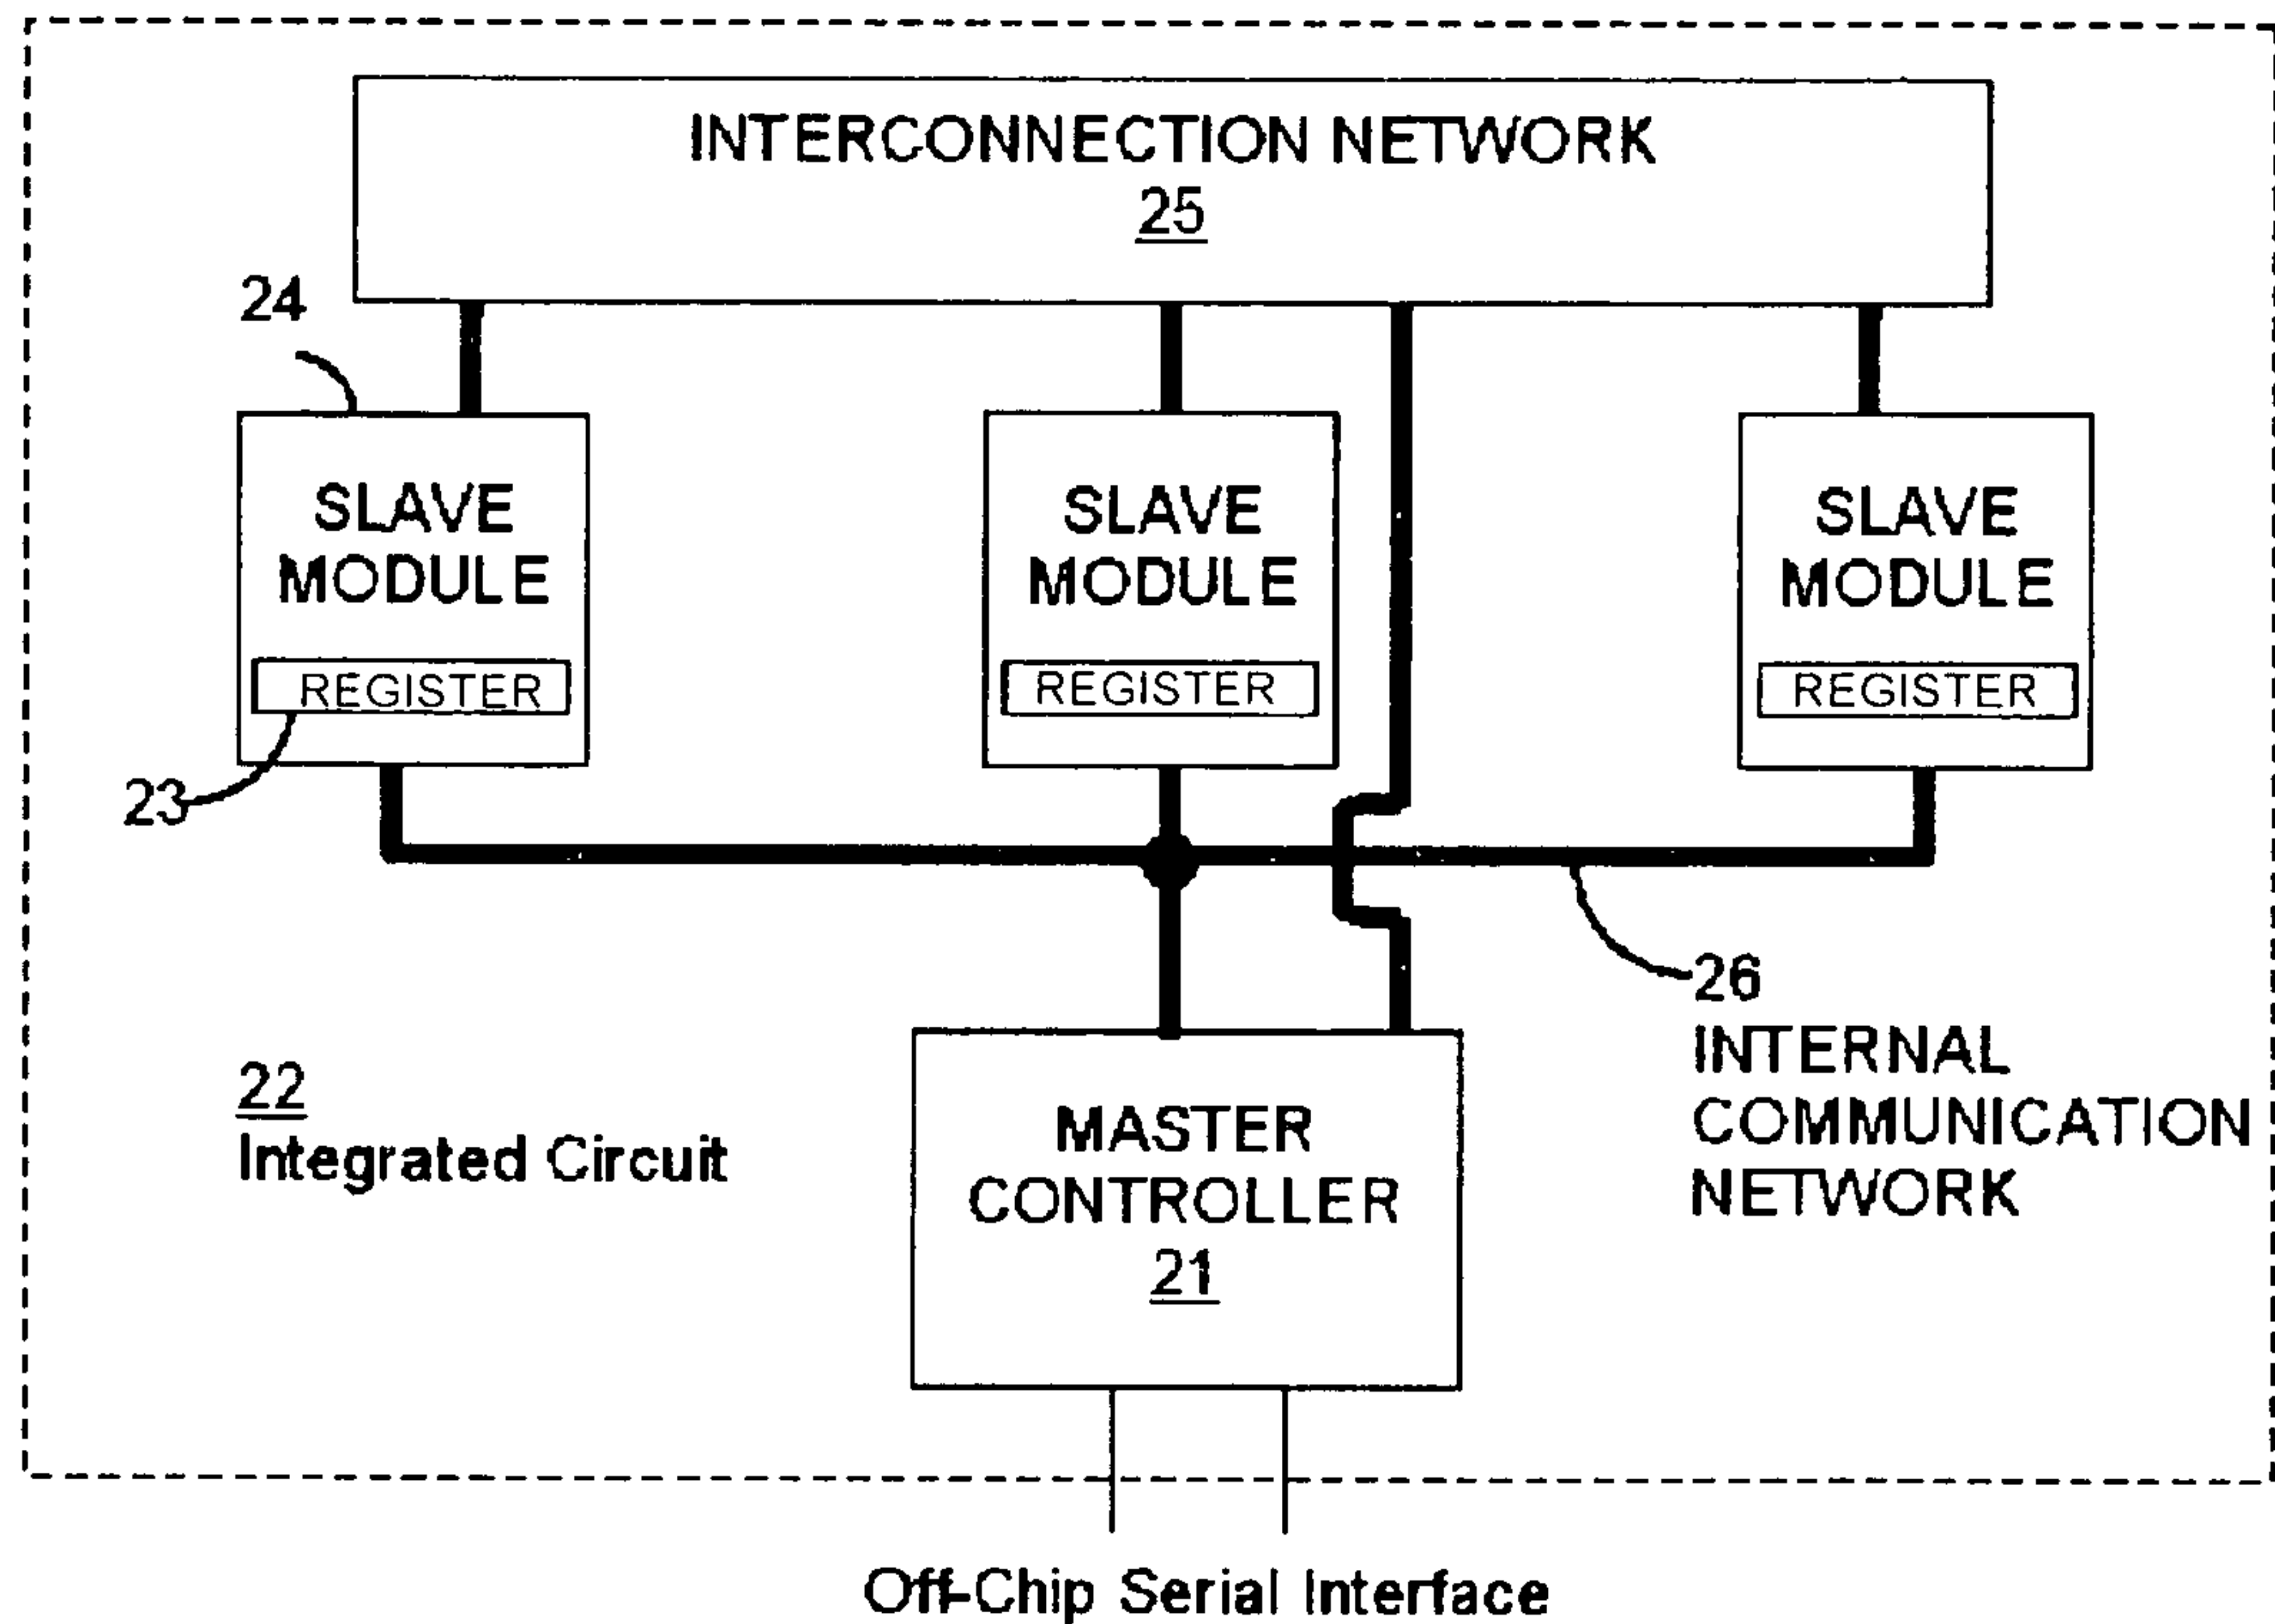 INTERCONNECTION NETWORK
25
24
SLAVE
MODULE
REGISTER
SLAVE
MODULE
REGISTER
SLAVE
MODULE
REGISTER
23
26
INTERNAL
COMMUNICATION
NETWORK
22
Integrated Circuit
MASTER
CONTROLLER
21
Off-Chip Serial Interface